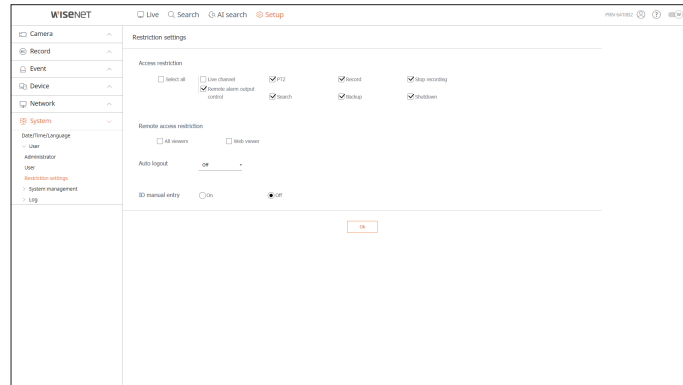 WISENET
Live Search AI search Setup
Camera
Record
Event
Device
Network
System
Date/Time/Language
User
Administrator
User
Restriction settings
System management
Log
Restriction settings
Access restriction
Select all Live channel PTZ Record Stop recording
Remote alarm output control Search Backup Shutdown
Remote access restriction
All viewers Web viewer
Auto logout Off
ID manual entry On Off
Ok